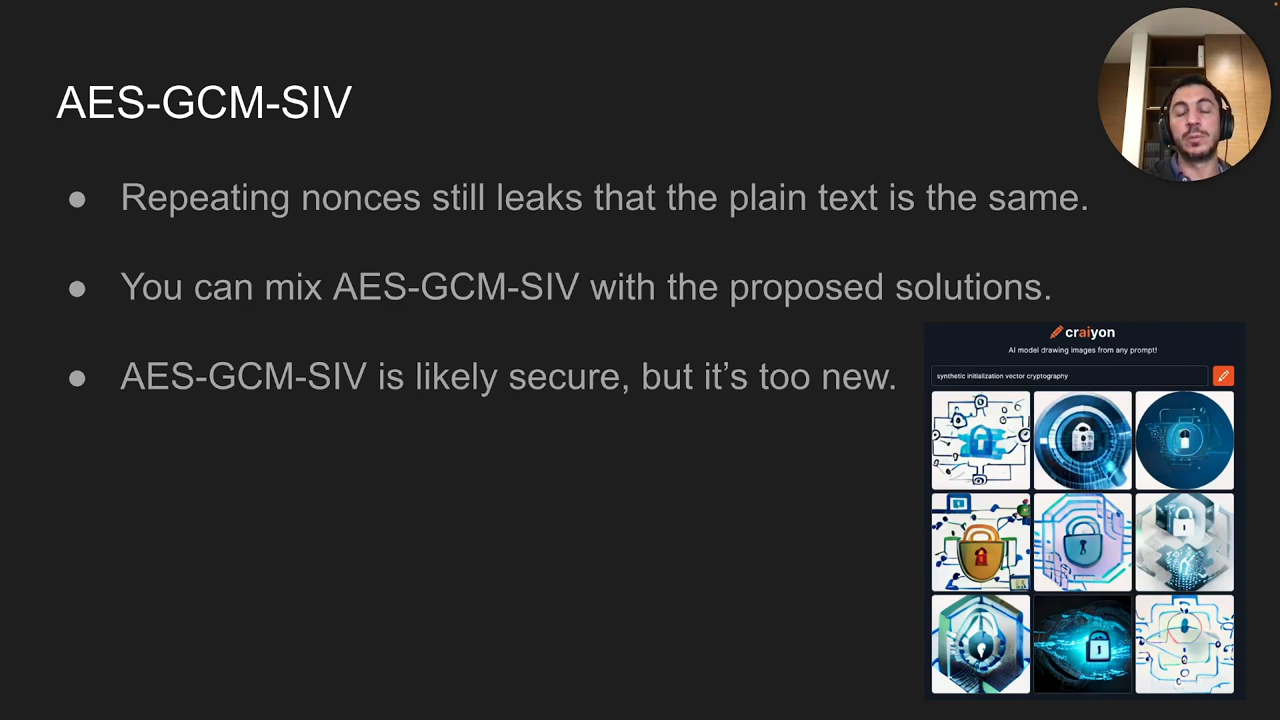 AES-GCM-SIV
● Repeating nonces still leaks that the plain text is the same.
● You can mix AES-GCM-SIV with the proposed solutions.
● AES-GCM-SIV is likely secure, but it’s too new.
craiyon
AI model drawing images from any prompt!
synthetic initialization vector cryptography